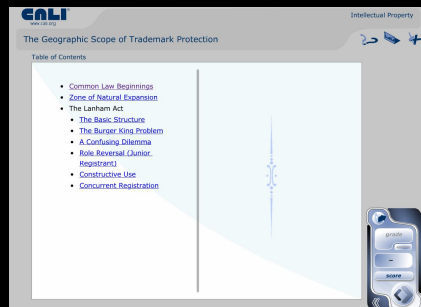 CALI
www.cali.org
Intellectual Property
The Geographic Scope of Trademark Protection
Table of Contents
Common Law Beginnings
Zone of Natural Expansion
The Lanham Act
The Basic Structure
The Burger King Problem
A Confusing Dilemma
Role Reversal (Junior
Registrant)
Constructive Use
Concurrent Registration
grade
score